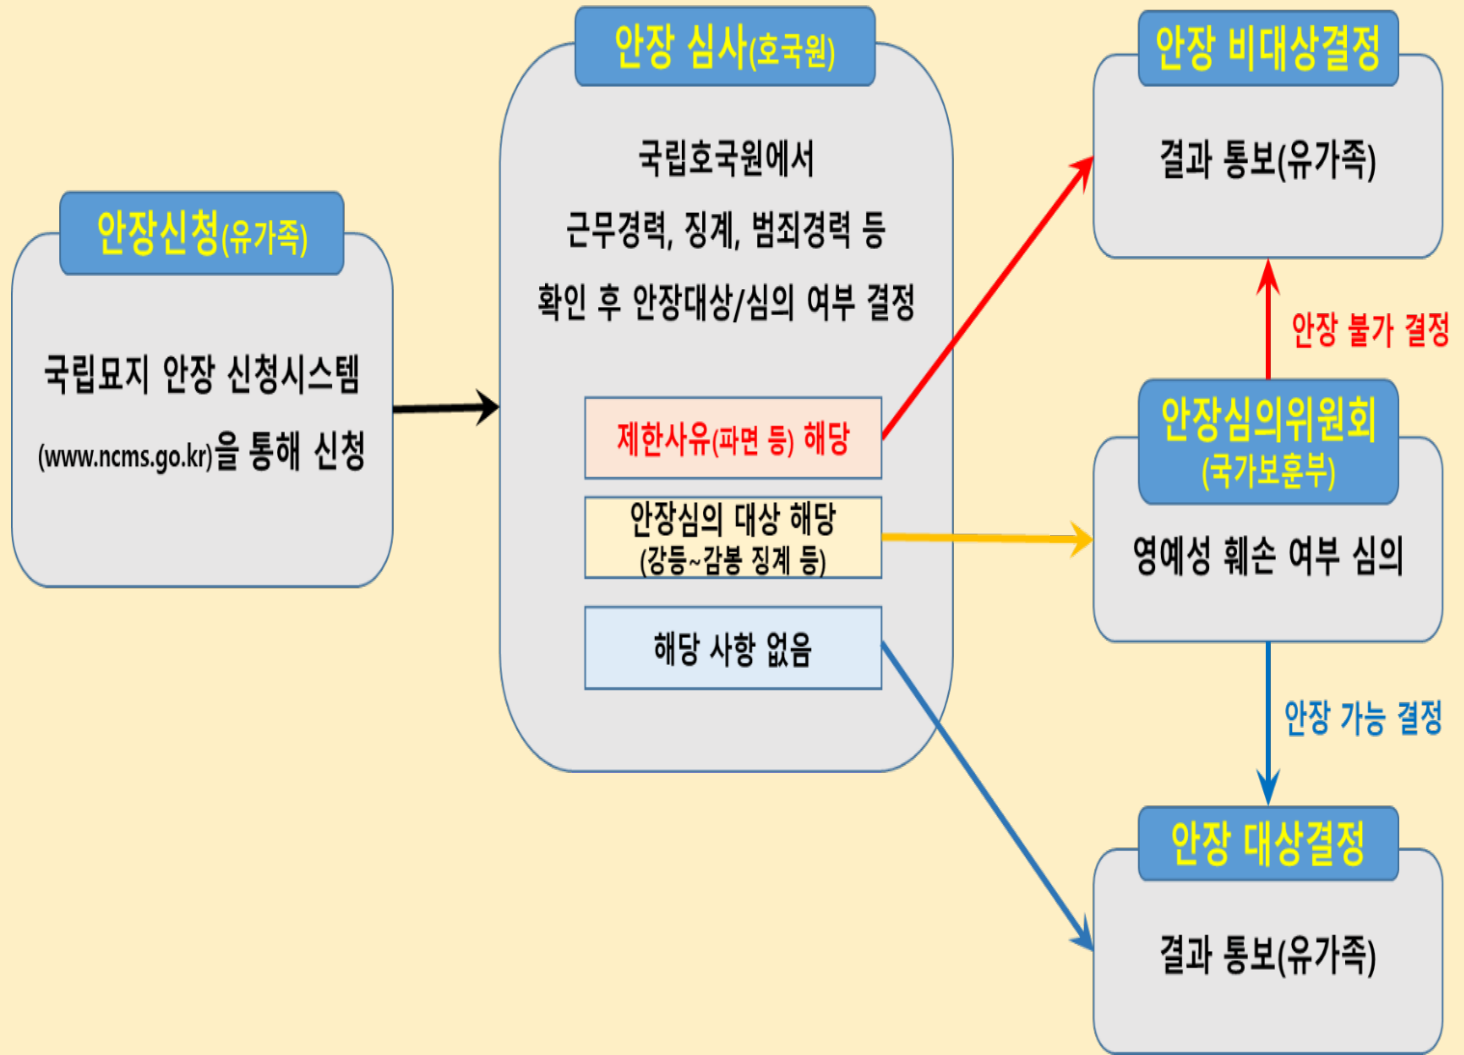 안장신청(유가족)
국립묘지 안장 신청시스템
(www.ncms.go.kr)을 통해 신청
안장 심사(호국원)
국립호국원에서
근무경력, 징계, 범죄경력 등
확인 후 안장대상/심의 여부 결정
제한사유(파면 등) 해당
안장심의 대상 해당
(강등~감봉 징계 등)
해당 사항 없음
안장 비대상결정
결과 통보(유가족)
안장 불가 결정
안장심의위원회
(국가보훈부)
영예성 훼손 여부 심의
안장 가능 결정
안장 대상결정
결과 통보(유가족)